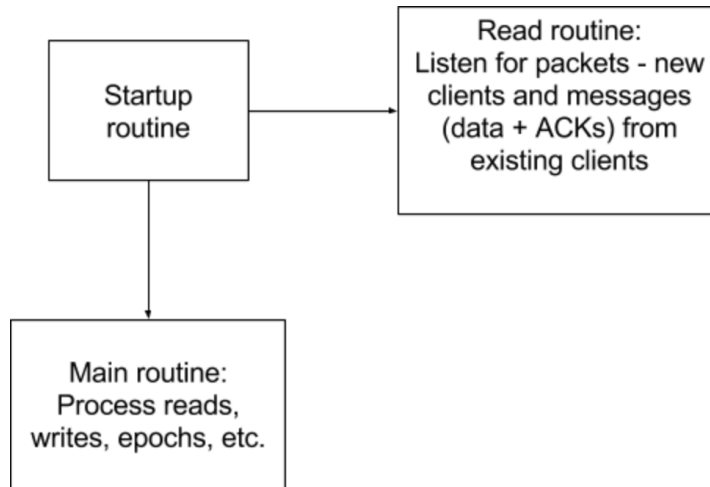 Startup
routine
Read routine:
Listen for packets - new
clients and messages
(data + ACKs) from
existing clients
Main routine:
Process reads,
writes, epochs, etc.